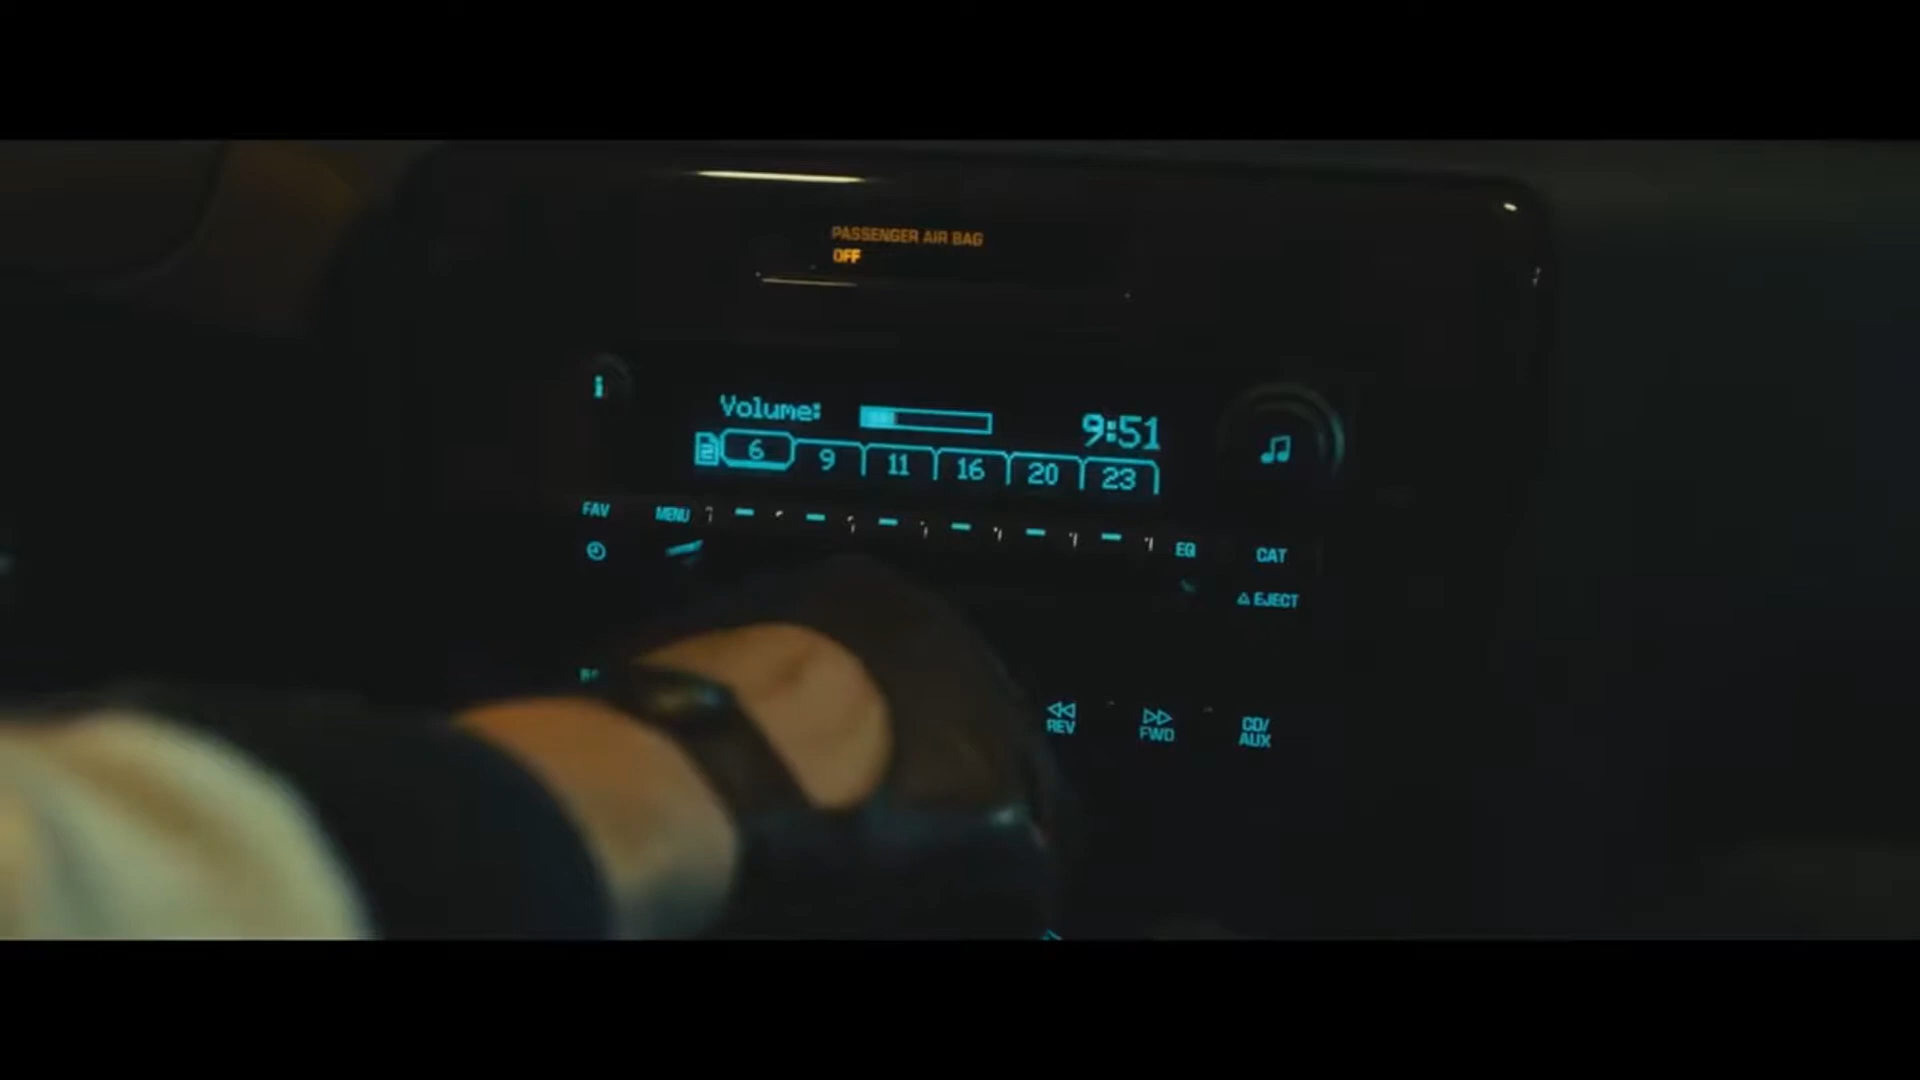 PASSENGER AIR BAG
OFF
Volume: 9:51
2 6 9 11 16 20 23
FAV MENU EQ CAT
EJECT
REV FWD CD/
AUX